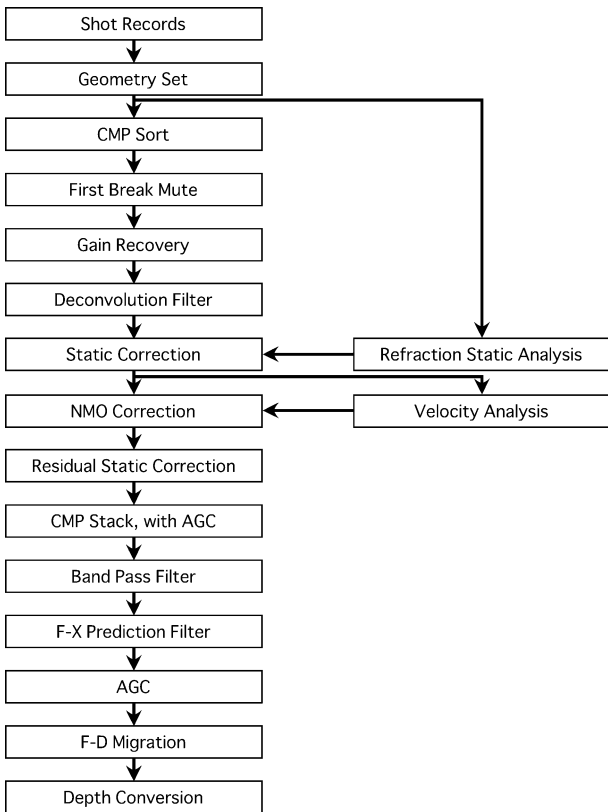 Shot Records
Geometry Set
CMP Sort
First Break Mute
Gain Recovery
Deconvolution Filter
Static Correction
Refraction Static Analysis
NMO Correction
Velocity Analysis
Residual Static Correction
CMP Stack, with AGC
Band Pass Filter
F-X Prediction Filter
AGC
F-D Migration
Depth Conversion